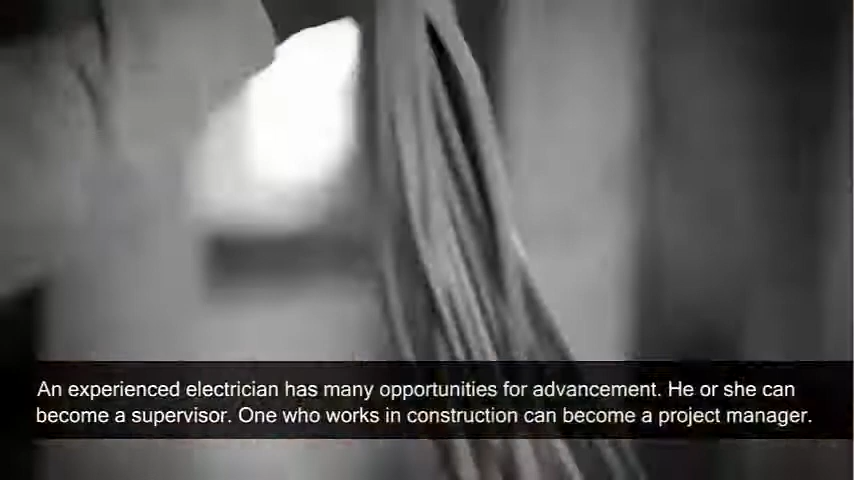 An experienced electrician has many opportunities for advancement. He or she can
become a supervisor. One who works in construction can become a project manager.